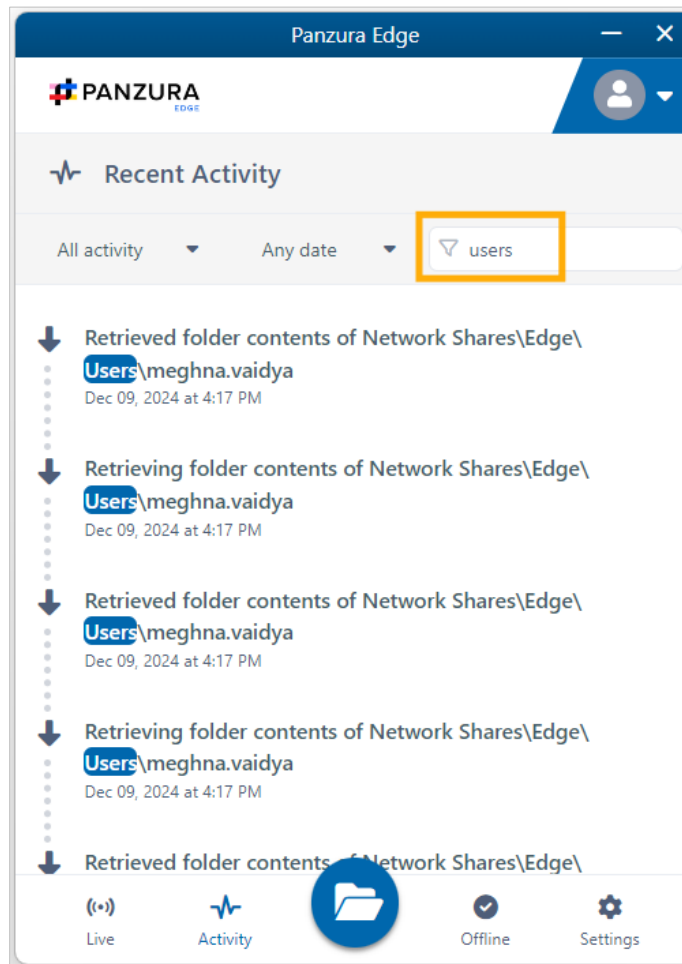 Panzura Edge
PANZURA
EDGE
Recent Activity
All activity Any date users
Retrieved folder contents of Network Shares\Edge\
Users\meghna.vaidya
Dec 09, 2024 at 4:17 PM
Retrieving folder contents of Network Shares\Edge\
Users\meghna.vaidya
Dec 09, 2024 at 4:17 PM
Retrieved folder contents of Network Shares\Edge\
Users\meghna.vaidya
Dec 09, 2024 at 4:17 PM
Retrieving folder contents of Network Shares\Edge\
Users\meghna.vaidya
Dec 09, 2024 at 4:17 PM
Retrieved folder contents of Network Shares\Edge\
Live Activity Offline Settings